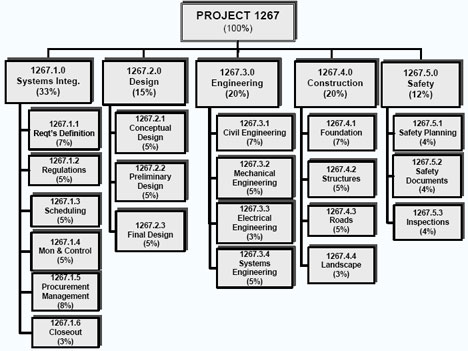 PROJECT 1267
(100%)
1267.1.0
Systems Integ.
(33%)
1267.2.0
Design
(15%)
1267.3.0
Engineering
(20%)
1267.4.0
Construction
(20%)
1267.5.0
Safety
(12%)
1267.1.1
Reqt's Definition
(7%)
1267.1.2
Regulations
(5%)
1267.1.3
Scheduling
(5%)
1267.1.4
Mon & Control
(5%)
1267.1.5
Procurement
Management
(8%)
1267.1.6
Closeout
(3%)
1267.2.1
Conceptual
Design
(5%)
1267.2.2
Preliminary
Design
(5%)
1267.2.3
Final Design
(5%)
1267.3.1
Civil Engineering
(7%)
1267.3.2
Mechanical
Engineering
(5%)
1267.3.3
Electrical
Engineering
(3%)
1267.3.4
Systems
Engineering
(5%)
1267.4.1
Foundation
(7%)
1267.4.2
Structures
(5%)
1267.4.3
Roads
(5%)
1267.4.4
Landscape
(3%)
1267.5.1
Safety Planning
(4%)
1267.5.2
Safety
Documents
(4%)
1267.5.3
Inspections
(4%)